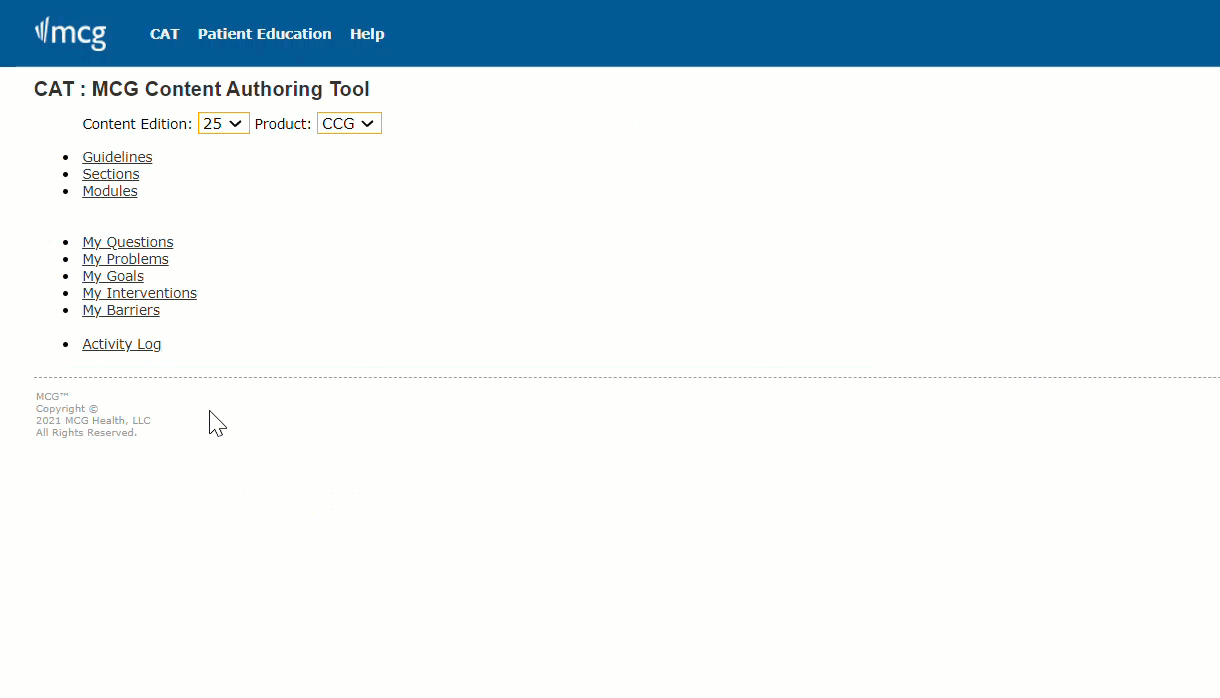 mcg CAT Patient Education Help
CAT : MCG Content Authoring Tool
Content Edition: 25 Product: CCG
Guidelines
Sections
Modules
My Questions
My Problems
My Goals
My Interventions
My Barriers
Activity Log
MCG™
Copyright ©
2021 MCG Health, LLC
All Rights Reserved.